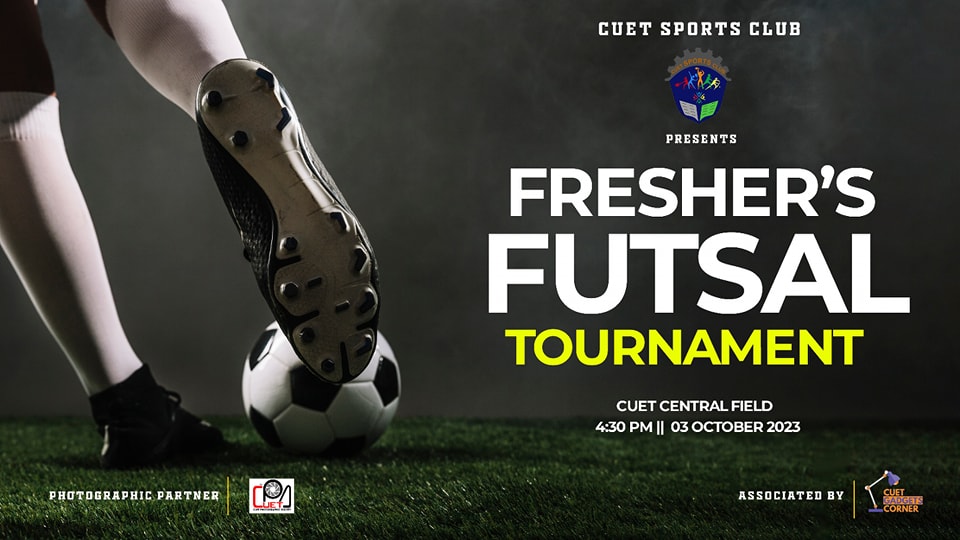 CUET SPORTS CLUB
PRESENTS
FRESHER'S
FUTSAL
TOURNAMENT
CUET CENTRAL FIELD
4:30 PM || 03 OCTOBER 2023
PHOTOGRAPHIC PARTNER
CUET
ASSOCIATED BY
CUET
GADGETS
CORNER